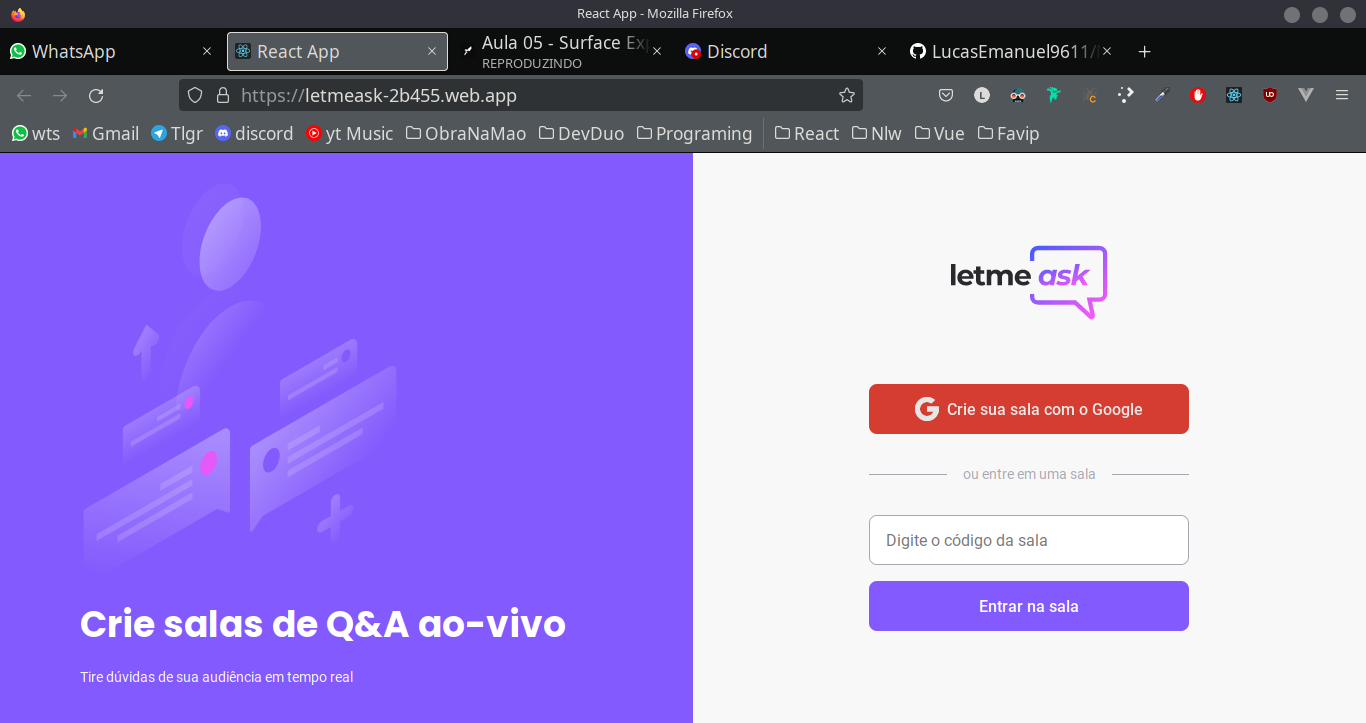 React App - Mozilla Firefox
WhatsApp
React App
Aula 05 - Surface Ex
REPRODUZINDO
Discord
LucasEmanuel9611/
https://letmeask-2b455.web.app
wts Gmail Tlgr discord yt Music ObraNaMao DevDuo Programing React Nlw Vue Favip
letme ask
Crie sua sala com o Google
ou entre em uma sala
Digite o código da sala
Entrar na sala
Crie salas de Q&A ao-vivo
Tire dúvidas de sua audiência em tempo real